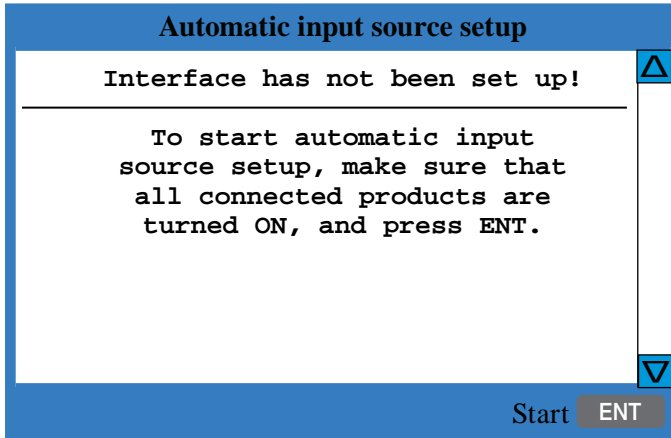 Automatic input source setup
Interface has not been set up!
To start automatic input
source setup, make sure that
all connected products are
turned ON, and press ENT.
Start ENT